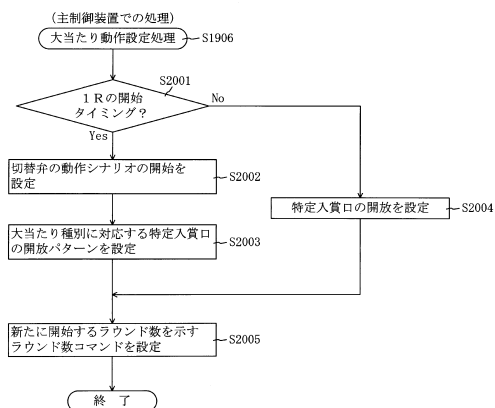 (主制御装置での処理)
大当たり動作設定処理
S1906
S2001
1Rの開始
タイミング?
No
Yes
切替弁の動作シナリオの開始を
設定
S2002
特定入賞口の開放を設定
S2004
大当たり種別に対応する特定入賞口
の開放パターンを設定
S2003
新たに開始するラウンド数を示す
ラウンド数コマンドを設定
S2005
終 了